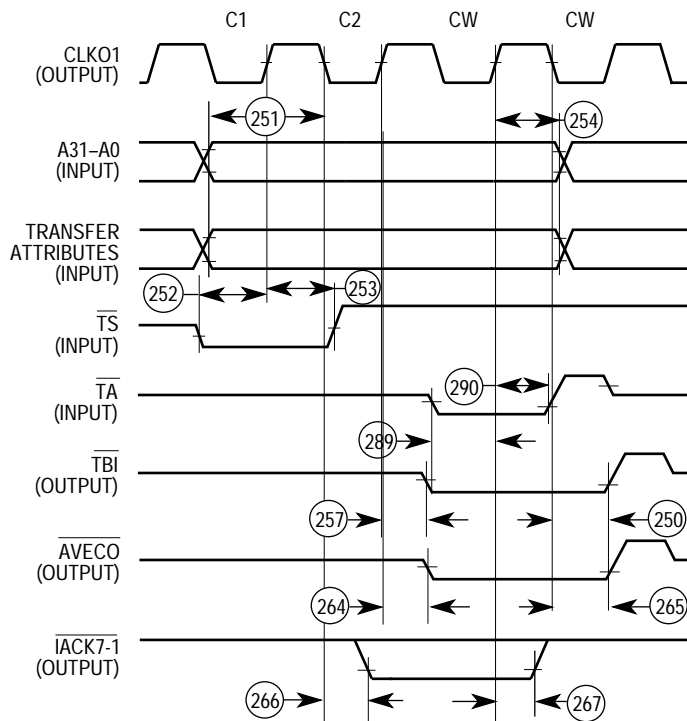 C1 C2 CW CW
CLKO1
(OUTPUT)
251
254
A31–A0
(INPUT)
TRANSFER
ATTRIBUTES
(INPUT)
252
253
TS
(INPUT)
290
TA
(INPUT)
289
TBI
(OUTPUT)
257
250
AVECO
(OUTPUT)
264
265
IACK7-1
(OUTPUT)
266
267